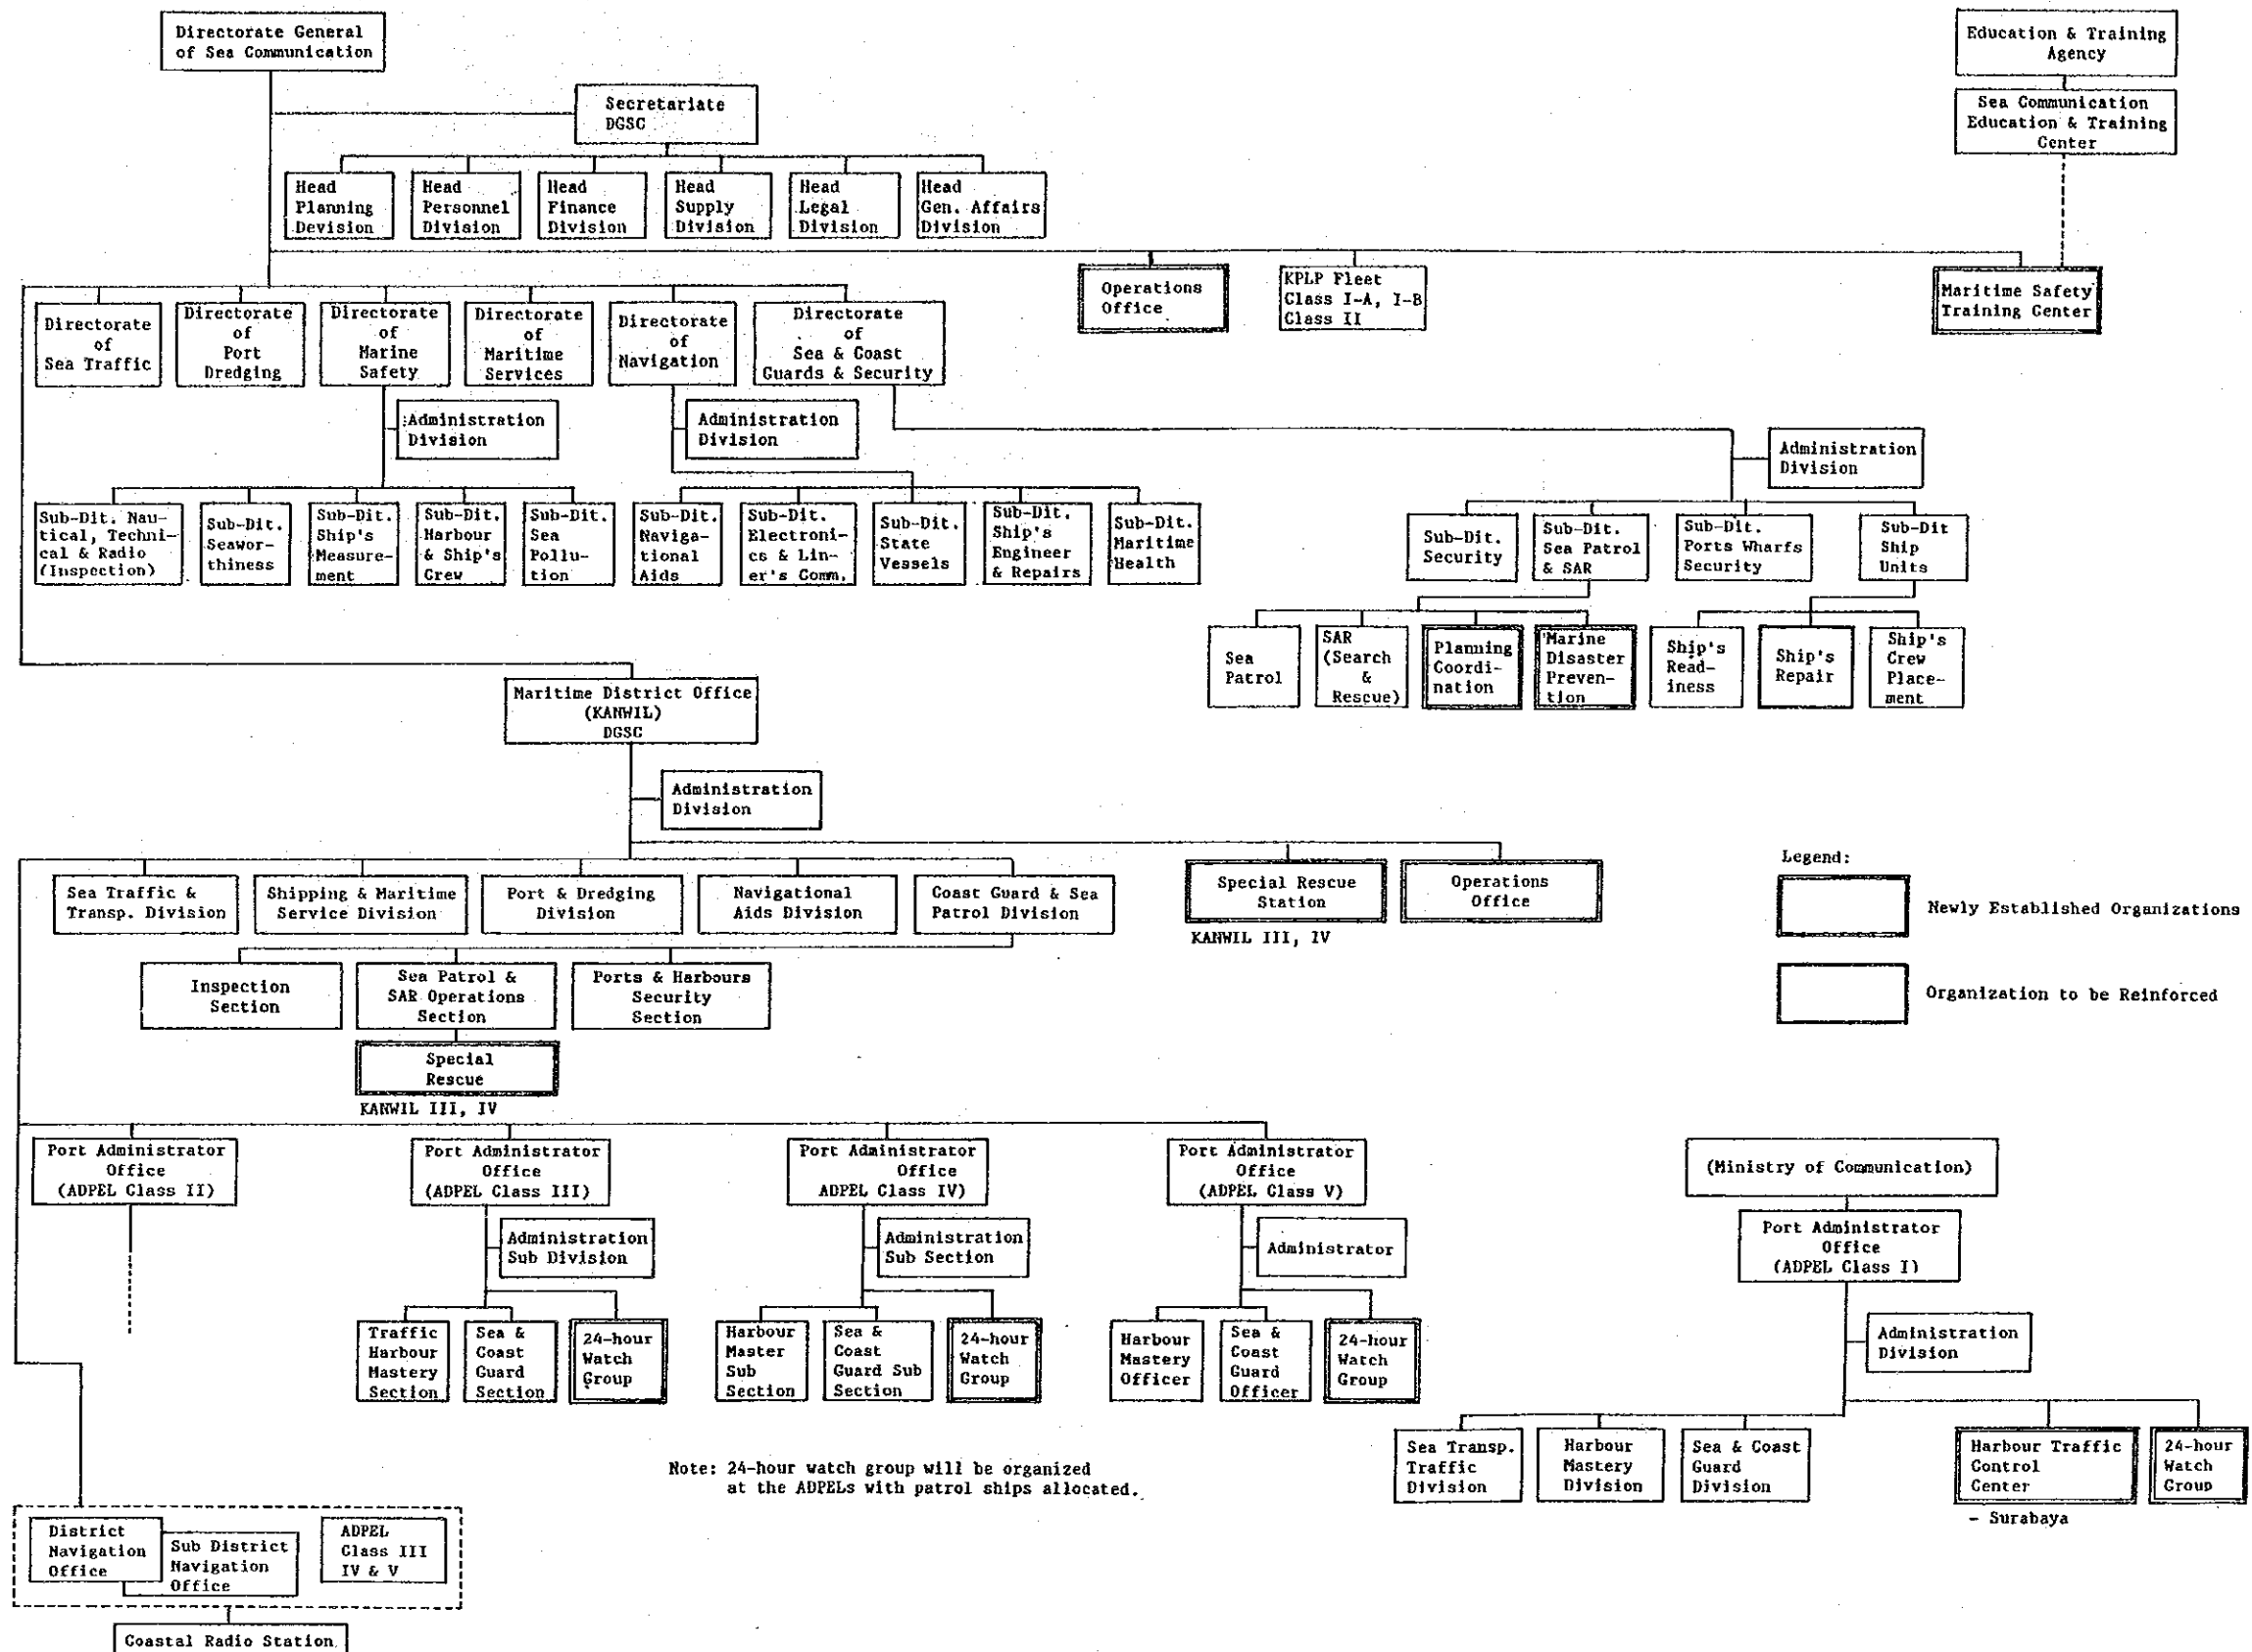 Directorate General
of Sea Communication
Education & Training
Agency
Secretariate
DGSC
Sea Communication
Education & Training
Center
Head
Planning
Devision
Head
Personnel
Division
Head
Finance
Division
Head
Supply
Division
Head
Legal
Division
Head
Gen. Affairs
Division
Operations
Office
KPLP Fleet
Class I-A, I-B
Class II
Maritime Safety
Training Center
Directorate
of
Sea Traffic
Directorate
of
Port
Dredging
Directorate
of
Marine
Safety
Directorate
of
Maritime
Services
Directorate
of
Navigation
Directorate
of
Sea & Coast
Guards & Security
Administration
Division
Administration
Division
Administration
Division
Sub-Dit. Nau-
tical, Techni-
cal & Radio
(Inspection)
Sub-Dit.
Seawor-
thiness
Sub-Dit.
Ship's
Measure-
ment
Sub-Dit.
Harbour
& Ship's
Crew
Sub-Dit.
Sea
Pollu-
tion
Sub-Dit.
Naviga-
tional
Aids
Sub-Dit.
Electroni-
cs & Lin-
er's Comm.
Sub-Dit.
State
Vessels
Sub-Dit.
Ship's
Engineer
& Repairs
Sub-Dit.
Maritime
Health
Sub-Dit.
Security
Sub-Dit.
Sea Patrol
& SAR
Sub-Dit.
Ports Wharfs
Security
Sub-Dit
Ship
Units
Sea
Patrol
SAR
(Search
&
Rescue)
Planning
Coordi-
nation
Marine
Disaster
Preven-
tion
Ship's
Read-
iness
Ship's
Repair
Ship's
Crew
Place-
ment
Maritime District Office
(KANWIL)
DGSC
Administration
Division
Sea Traffic &
Transp. Division
Shipping & Maritime
Service Division
Port & Dredging
Division
Navigational
Aids Division
Coast Guard & Sea
Patrol Division
Special Rescue
Station
KANWIL III, IV
Operations
Office
Legend:
Newly Established Organizations
Organization to be Reinforced
Inspection
Section
Sea Patrol &
SAR Operations
Section
Ports & Harbours
Security
Section
Special
Rescue
KANWIL III, IV
Port Administrator
Office
(ADPEL Class II)
Port Administrator
Office
(ADPEL Class III)
Port Administrator
Office
ADPEL Class IV)
Port Administrator
Office
(ADPEL Class V)
(Ministry of Communication)
Port Administrator
Office
(ADPEL Class I)
Administration
Sub Division
Administration
Sub Section
Administrator
Administration
Division
Traffic
Harbour
Mastery
Section
Sea &
Coast
Guard
Section
24-hour
Watch
Group
Harbour
Master
Sub
Section
Sea &
Coast
Guard Sub
Section
24-hour
Watch
Group
Harbour
Mastery
Officer
Sea &
Coast
Guard
Officer
24-hour
Watch
Group
Sea Transp.
Traffic
Division
Harbour
Mastery
Division
Sea & Coast
Guard
Division
Harbour Traffic
Control
Center
- Surabaya
24-hour
Watch
Group
Note: 24-hour watch group will be organized
at the ADPELs with patrol ships allocated.
District
Navigation
Office
Sub District
Navigation
Office
ADPEL
Class III
IV & V
Coastal Radio Station